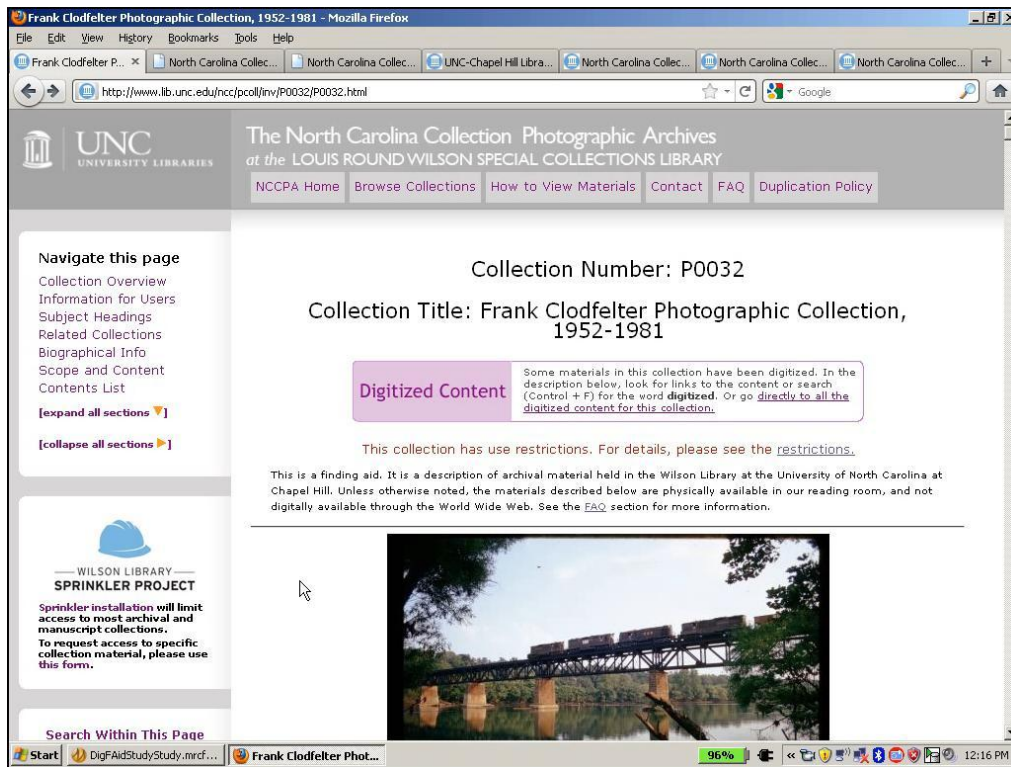 Frank Clodfelter Photographic Collection, 1952-1981 - Mozilla Firefox
File Edit View History Bookmarks Tools Help
Frank Clodfelter P... North Carolina Collec... North Carolina Collec... UNC-Chapel Hill Libra... North Carolina Collec... North Carolina Collec... North Carolina Collec...
http://www.lib.unc.edu/ncc/pcoll/inv/P0032/P0032.html
Google
UNC
UNIVERSITY LIBRARIES
The North Carolina Collection Photographic Archives
at the LOUIS ROUND WILSON SPECIAL COLLECTIONS LIBRARY
NCCPA Home Browse Collections How to View Materials Contact FAQ Duplication Policy
Navigate this page
Collection Overview
Information for Users
Subject Headings
Related Collections
Biographical Info
Scope and Content
Contents List
[expand all sections ▼]
[collapse all sections ▶]
WILSON LIBRARY
SPRINKLER PROJECT
Sprinkler installation will limit
access to most archival and
manuscript collections.
To request access to specific
collection material, please use
this form.
Search Within This Page
Collection Number: P0032
Collection Title: Frank Clodfelter Photographic Collection,
1952-1981
Digitized Content
Some materials in this collection have been digitized. In the
description below, look for links to the content or search
(Control + F) for the word digitized. Or go directly to all the
digitized content for this collection.
This collection has use restrictions. For details, please see the restrictions.
This is a finding aid. It is a description of archival material held in the Wilson Library at the University of North Carolina at
Chapel Hill. Unless otherwise noted, the materials described below are physically available in our reading room, and not
digitally available through the World Wide Web. See the FAQ section for more information.
Start DigFAidStudyStudy.mrcf... Frank Clodfelter Phot... 96% 12:16 PM